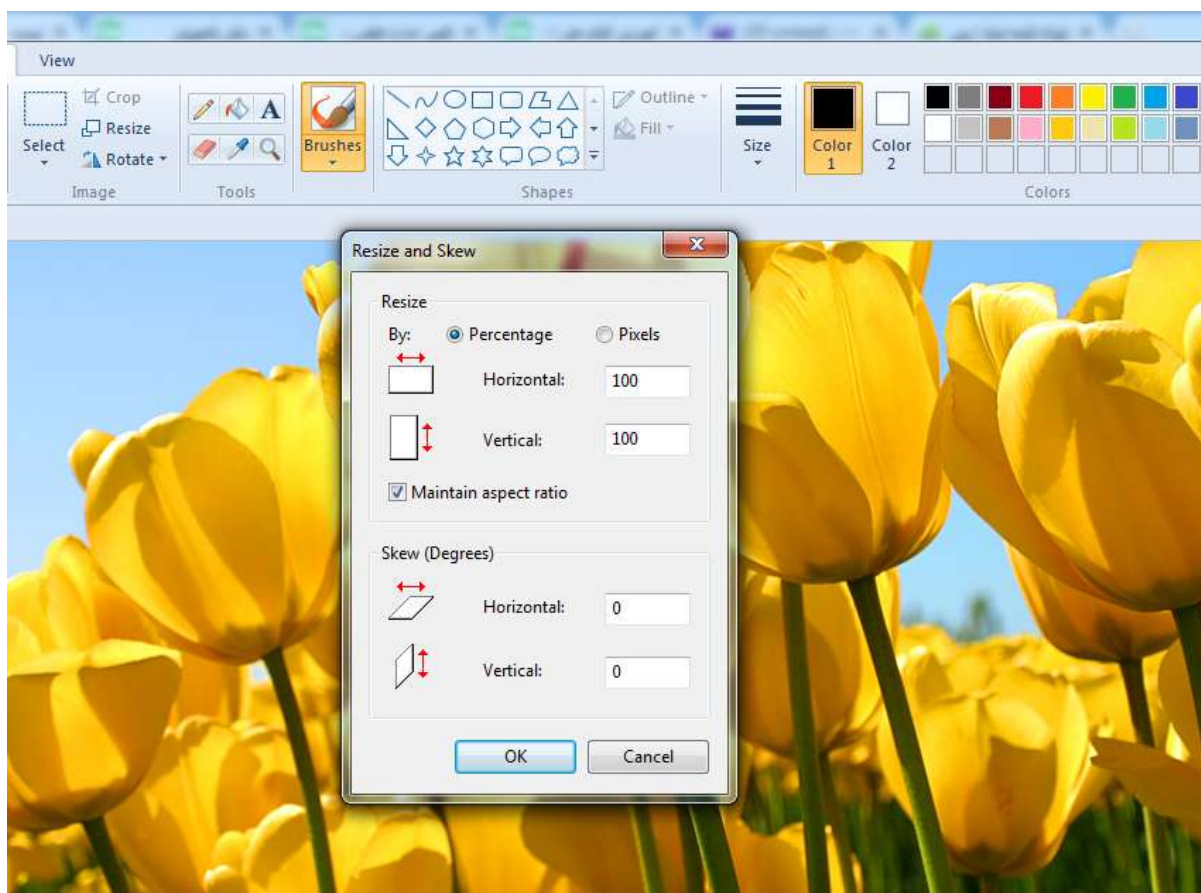 View
Select
Crop
Resize
Rotate
Image
A
Tools
Brushes
Shapes
Outline
Fill
Size
Color 1
Color 2
Colors
Resize and Skew
Resize
By: Percentage Pixels
Horizontal: 100
Vertical: 100
Maintain aspect ratio
Skew (Degrees)
Horizontal: 0
Vertical: 0
OK Cancel